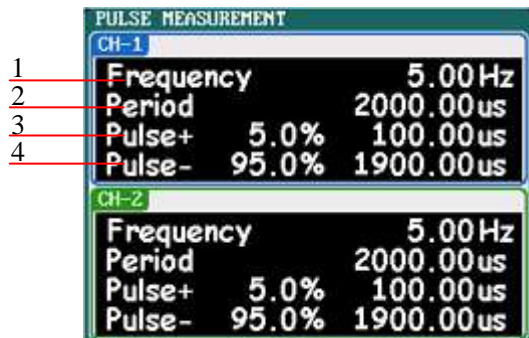 PULSE MEASUREMENT
CH-1
1 Frequency 5.00Hz
2 Period 2000.00us
3 Pulse+ 5.0% 100.00us
4 Pulse- 95.0% 1900.00us
CH-2
Frequency 5.00Hz
Period 2000.00us
Pulse+ 5.0% 100.00us
Pulse- 95.0% 1900.00us